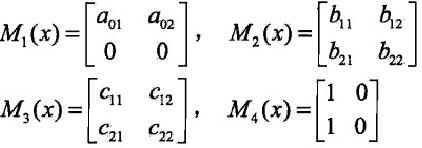 M₁(x) = [a₀₁ a₀₂; 0 0], M₂(x) = [b₁₁ b₁₂; b₂₁ b₂₂]
M₃(x) = [c₁₁ c₁₂; c₂₁ c₂₂], M₄(x) = [1 0; 1 0]